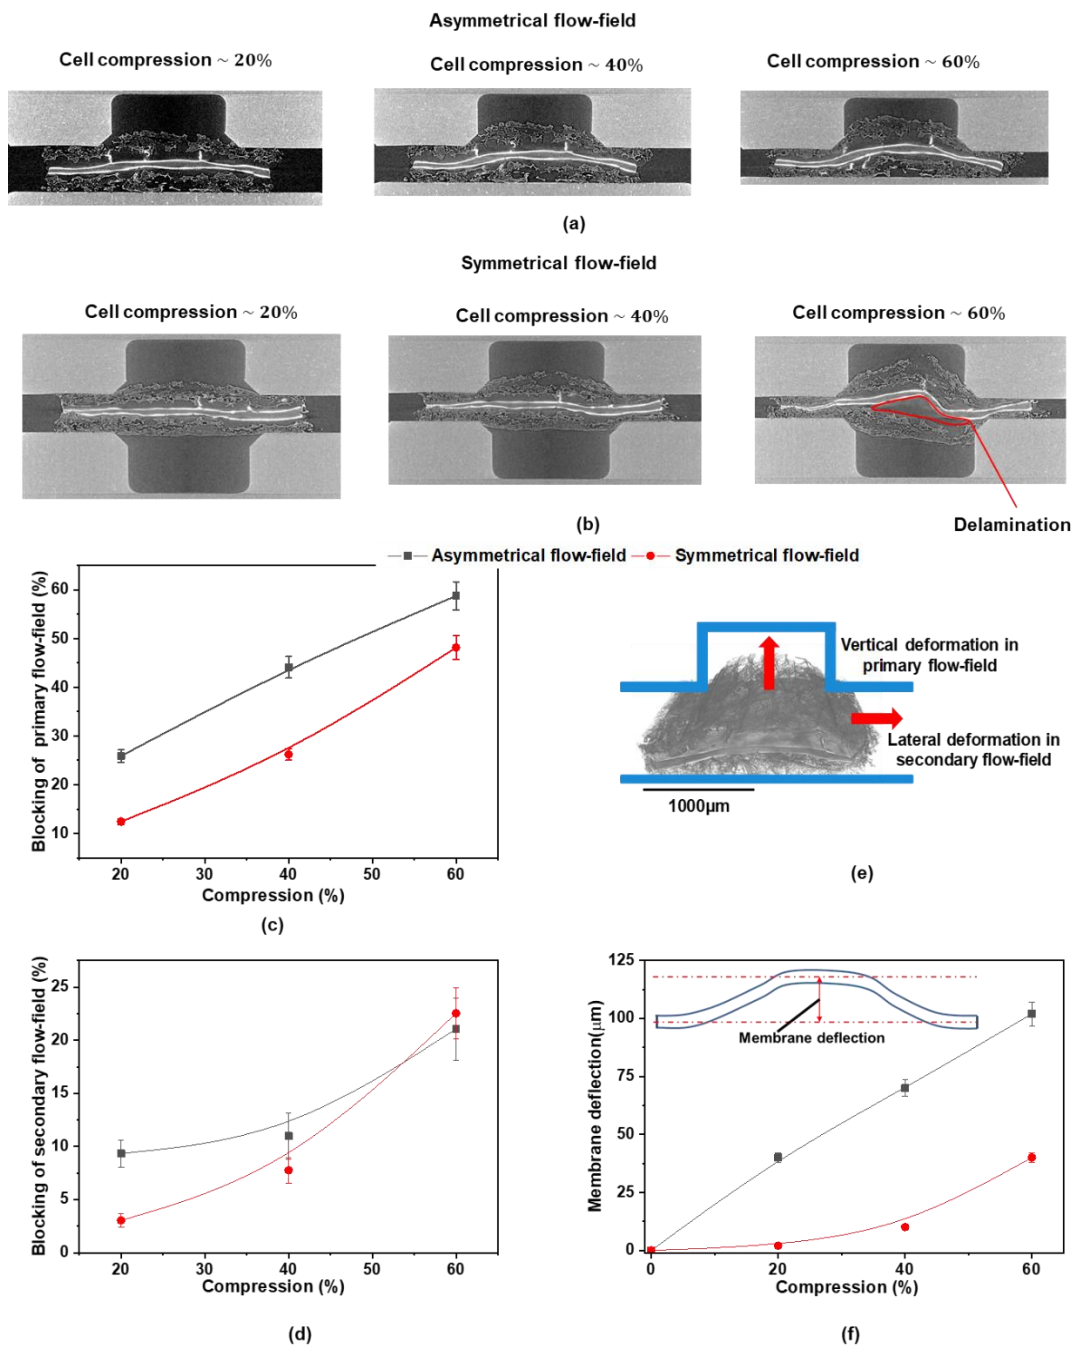 Asymmetrical flow-field
Cell compression ~ 20%
Cell compression ~ 40%
Cell compression ~ 60%
(a)
Symmetrical flow-field
Cell compression ~ 20%
Cell compression ~ 40%
Cell compression ~ 60%
(b)
Delamination
Asymmetrical flow-field
Symmetrical flow-field
Blocking of primary flow-field (%)
60
50
40
30
20
10
20
30
40
50
60
Compression (%)
(c)
Vertical deformation in
primary flow-field
Lateral deformation in
secondary flow-field
1000μm
(e)
Blocking of secondary flow-field (%)
25
20
15
10
5
0
20
30
40
50
60
Compression (%)
(d)
Membrane deflection(μm)
125
100
75
50
25
0
Membrane deflection
0
20
40
60
Compression (%)
(f)